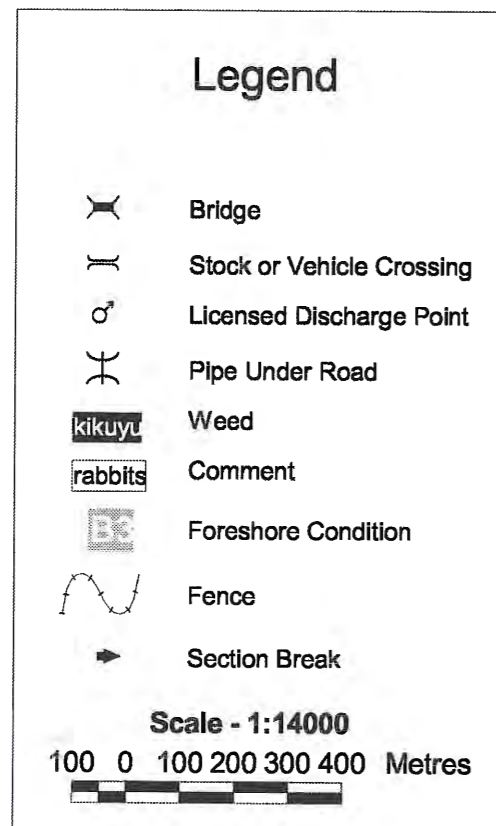 Legend
Bridge
Stock or Vehicle Crossing
Licensed Discharge Point
Pipe Under Road
kikuyu Weed
rabbits Comment
B3 Foreshore Condition
Fence
Section Break
Scale - 1:14000
100 0 100 200 300 400 Metres